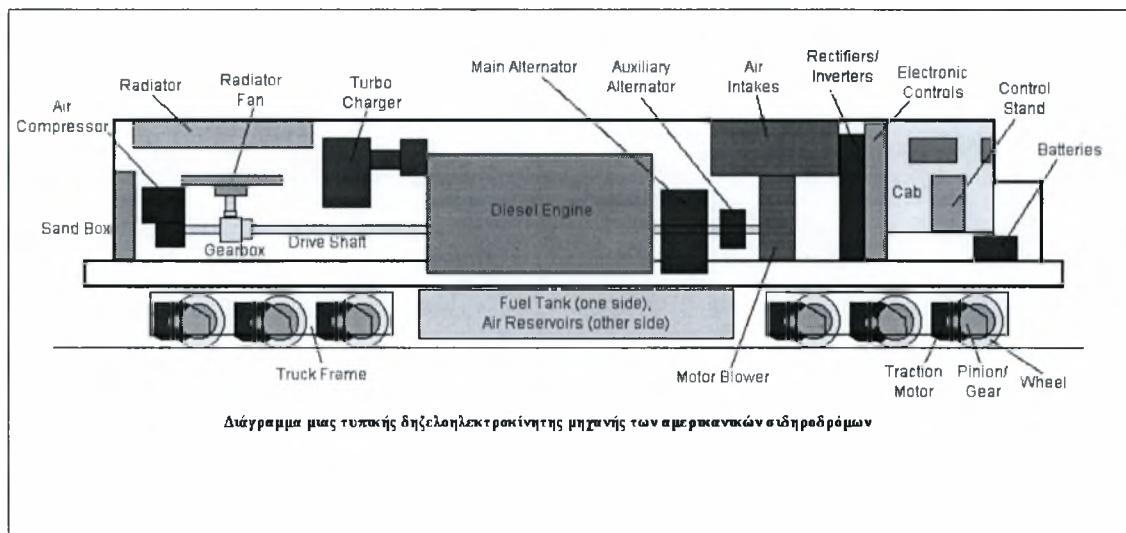 Main Alternator
Auxiliary
Alternator
Air
Intakes
Rectifiers/
Inverters
Electronic
Controls
Control
Stand
Batteries
Radiator
Radiator
Fan
Turbo
Charger
Air
Compressor
Sand Box
Gearbox
Drive Shaft
Diesel Engine
Cab
Fuel Tank (one side),
Air Reservoirs (other side)
Truck Frame
Motor Blower
Traction
Motor
Pinion/
Gear
Wheel
Διάγραμμα μιας τυπικής δηζελοηλεκτροκίνητης μηχανής των αμερικανικών σιδηροδρόμων